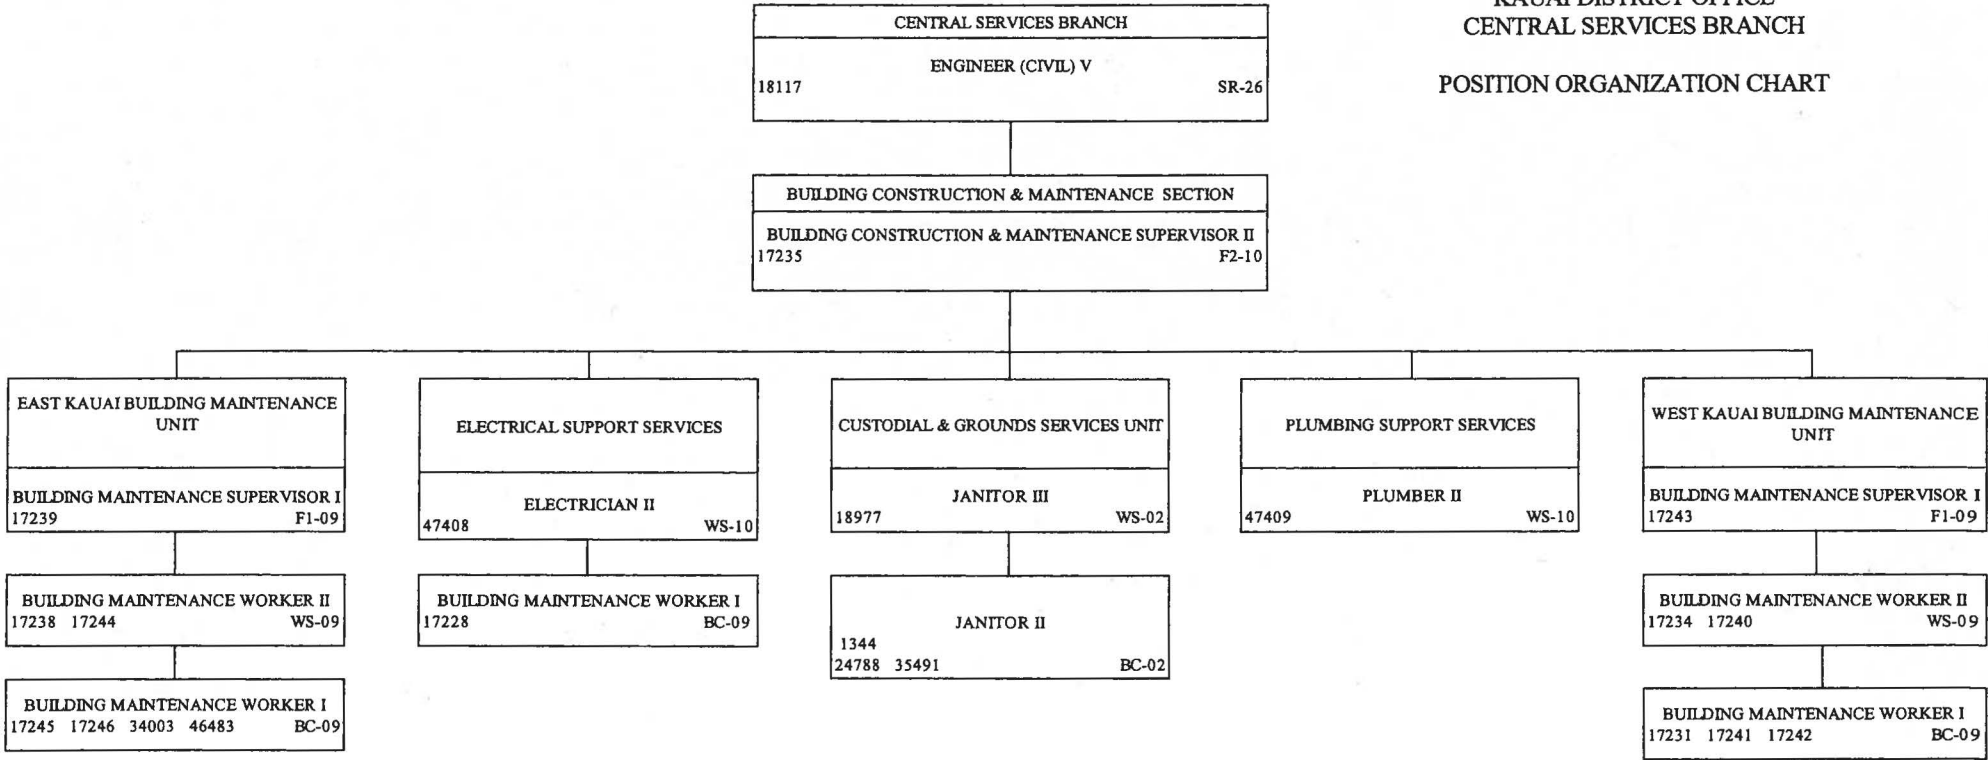 KAUAI DISTRICT OFFICE
CENTRAL SERVICES BRANCH
POSITION ORGANIZATION CHART
CENTRAL SERVICES BRANCH
ENGINEER (CIVIL) V
18117 SR-26
BUILDING CONSTRUCTION & MAINTENANCE SECTION
BUILDING CONSTRUCTION & MAINTENANCE SUPERVISOR II
17235 F2-10
EAST KAUAI BUILDING MAINTENANCE
UNIT
BUILDING MAINTENANCE SUPERVISOR I
17239 F1-09
BUILDING MAINTENANCE WORKER II
17238 17244 WS-09
BUILDING MAINTENANCE WORKER I
17245 17246 34003 46483 BC-09
ELECTRICAL SUPPORT SERVICES
ELECTRICIAN II
47408 WS-10
BUILDING MAINTENANCE WORKER I
17228 BC-09
CUSTODIAL & GROUNDS SERVICES UNIT
JANITOR III
18977 WS-02
JANITOR II
1344
24788 35491 BC-02
PLUMBING SUPPORT SERVICES
PLUMBER II
47409 WS-10
WEST KAUAI BUILDING MAINTENANCE
UNIT
BUILDING MAINTENANCE SUPERVISOR I
17243 F1-09
BUILDING MAINTENANCE WORKER II
17234 17240 WS-09
BUILDING MAINTENANCE WORKER I
17231 17241 17242 BC-09